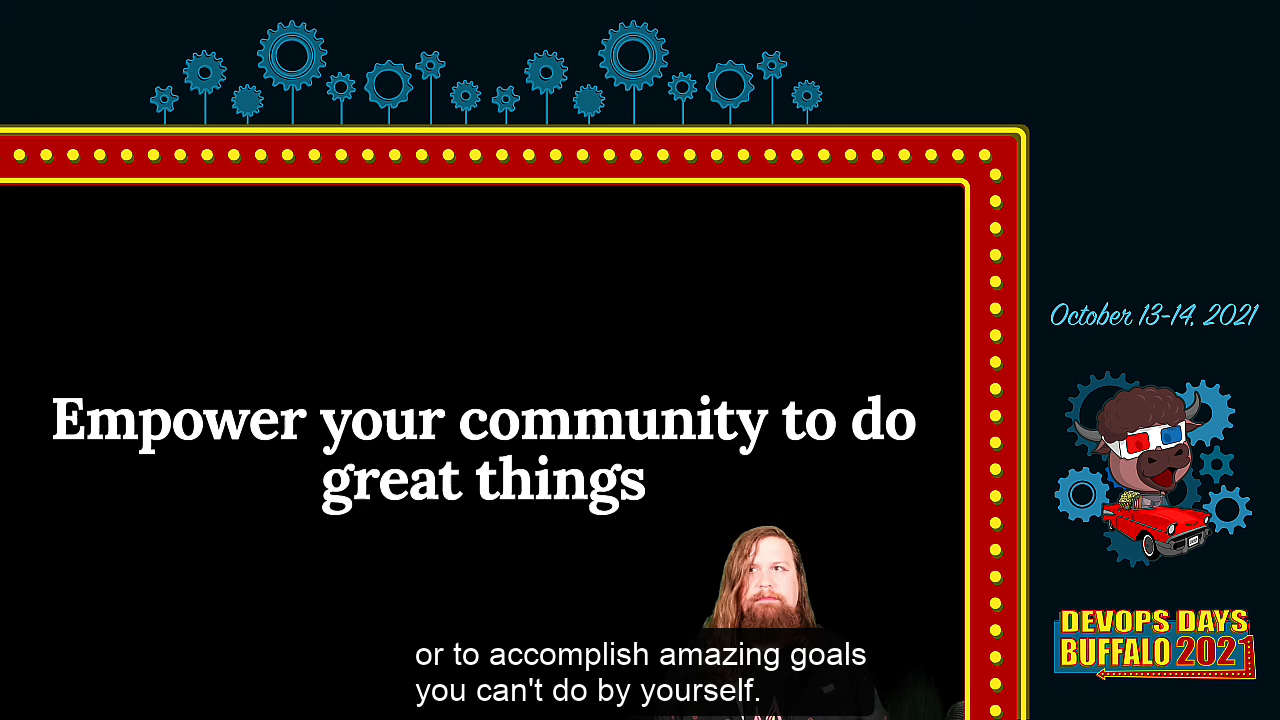 October 13-14, 2021
Empower your community to do
great things
or to accomplish amazing goals
you can't do by yourself.
DEVOPS DAYS
BUFFALO 2021